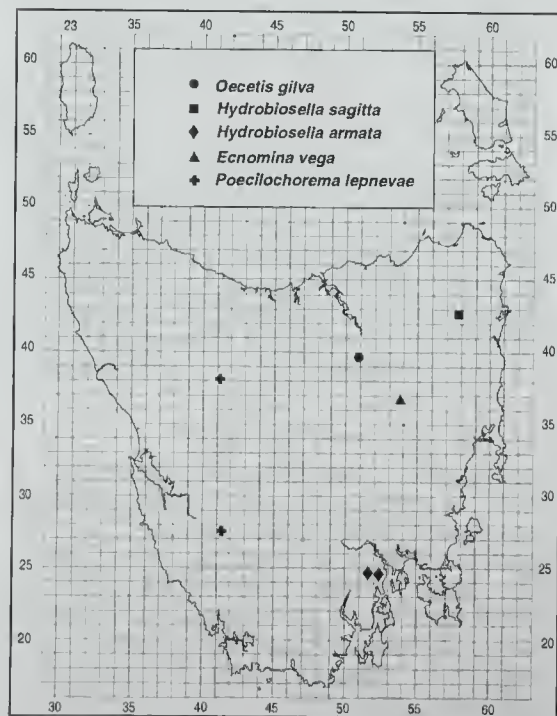 23 35 41 45 51 55 60
60 60
Oecetis gilva
Hydrobiosella sagitta
55 55
Hydrobiosella armata
Ecnomina vega
Poecilochorema lepnevae
50 50
45 45
40 40
35 35
30 30
25 25
20 20
30 35 40 45 50 55 60